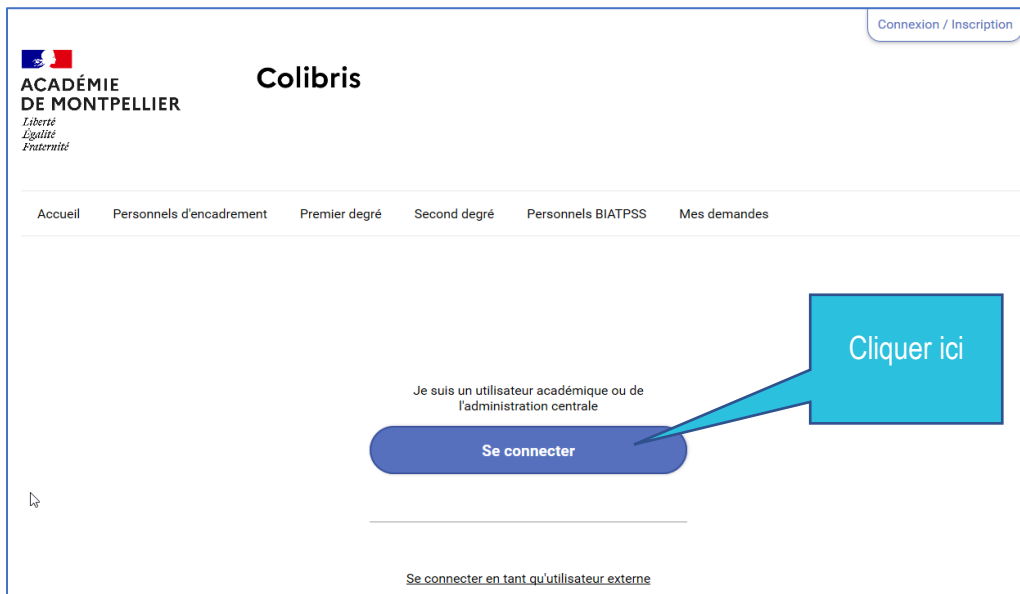 Connexion / Inscription
ACADÉMIE
DE MONTPELLIER
Liberté
Égalité
Fraternité
Colibris
Accueil Personnels d'encadrement Premier degré Second degré Personnels BIATPSS Mes demandes
Cliquer ici
Je suis un utilisateur académique ou de
l'administration centrale
Se connecter
Se connecter en tant qu'utilisateur externe